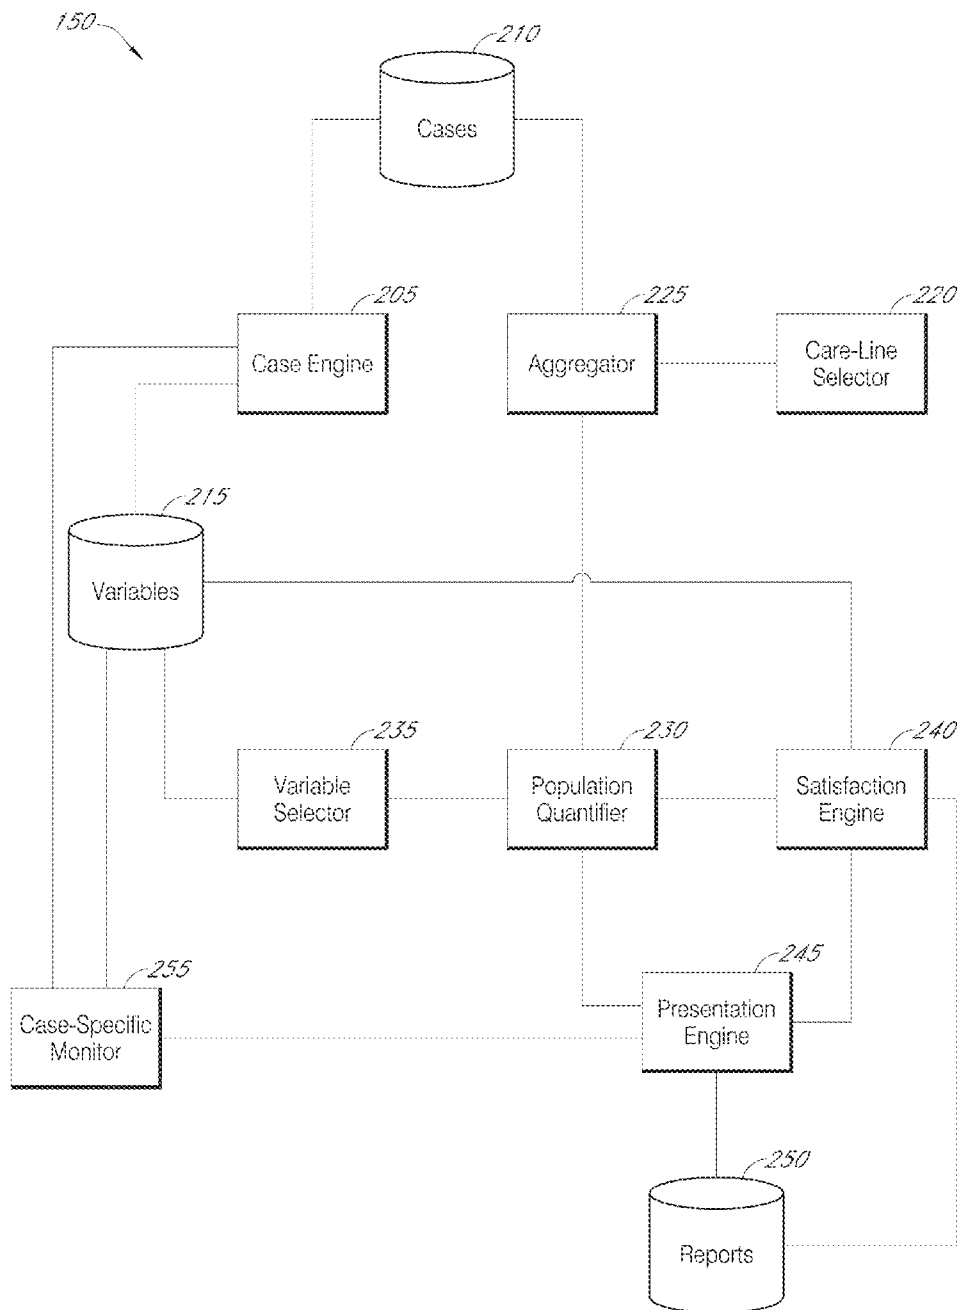 150
210
Cases
205
225
220
Case Engine
Aggregator
Care-Line
Selector
215
Variables
235
230
240
Variable
Selector
Population
Quantifier
Satisfaction
Engine
255
245
Case-Specific
Monitor
Presentation
Engine
250
Reports